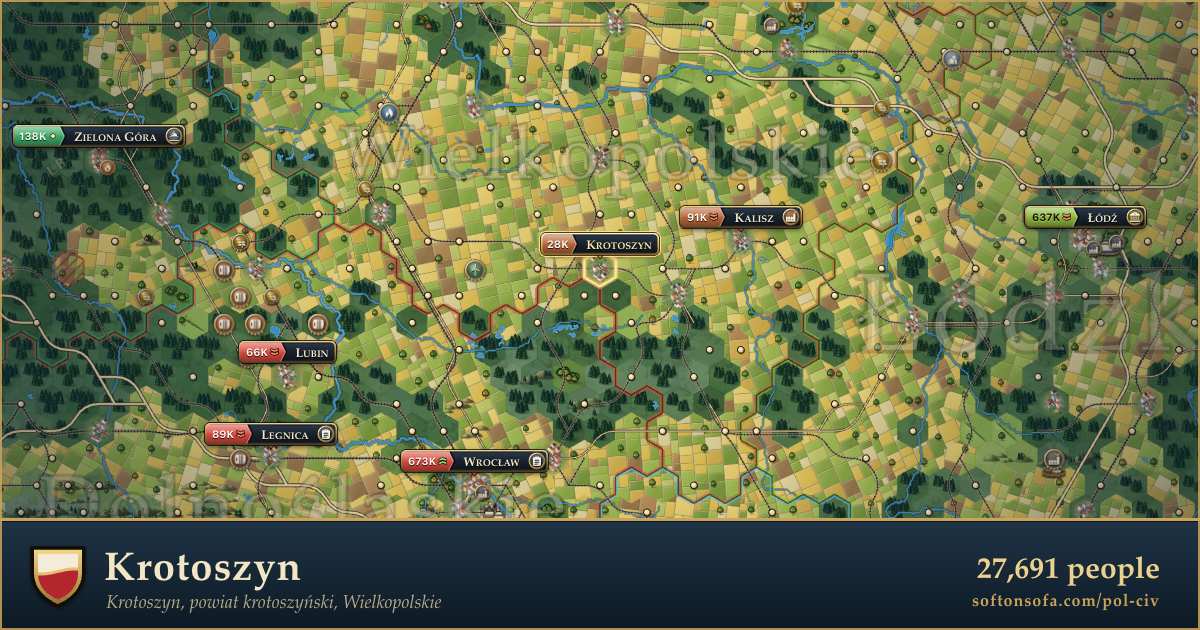 138K ZIELONA GÓRA
Wielkopolskie
91K KALISZ
637K ŁÓDŹ
28K KROTOSZYN
Łódzk
66K LUBIN
89K LEGNICA
673K WROCŁAW
Dolnośląskie
Krotoszyn
27,691 people
Krotoszyn, powiat krotoszyński, Wielkopolskie
softonsofa.com/pol-civ